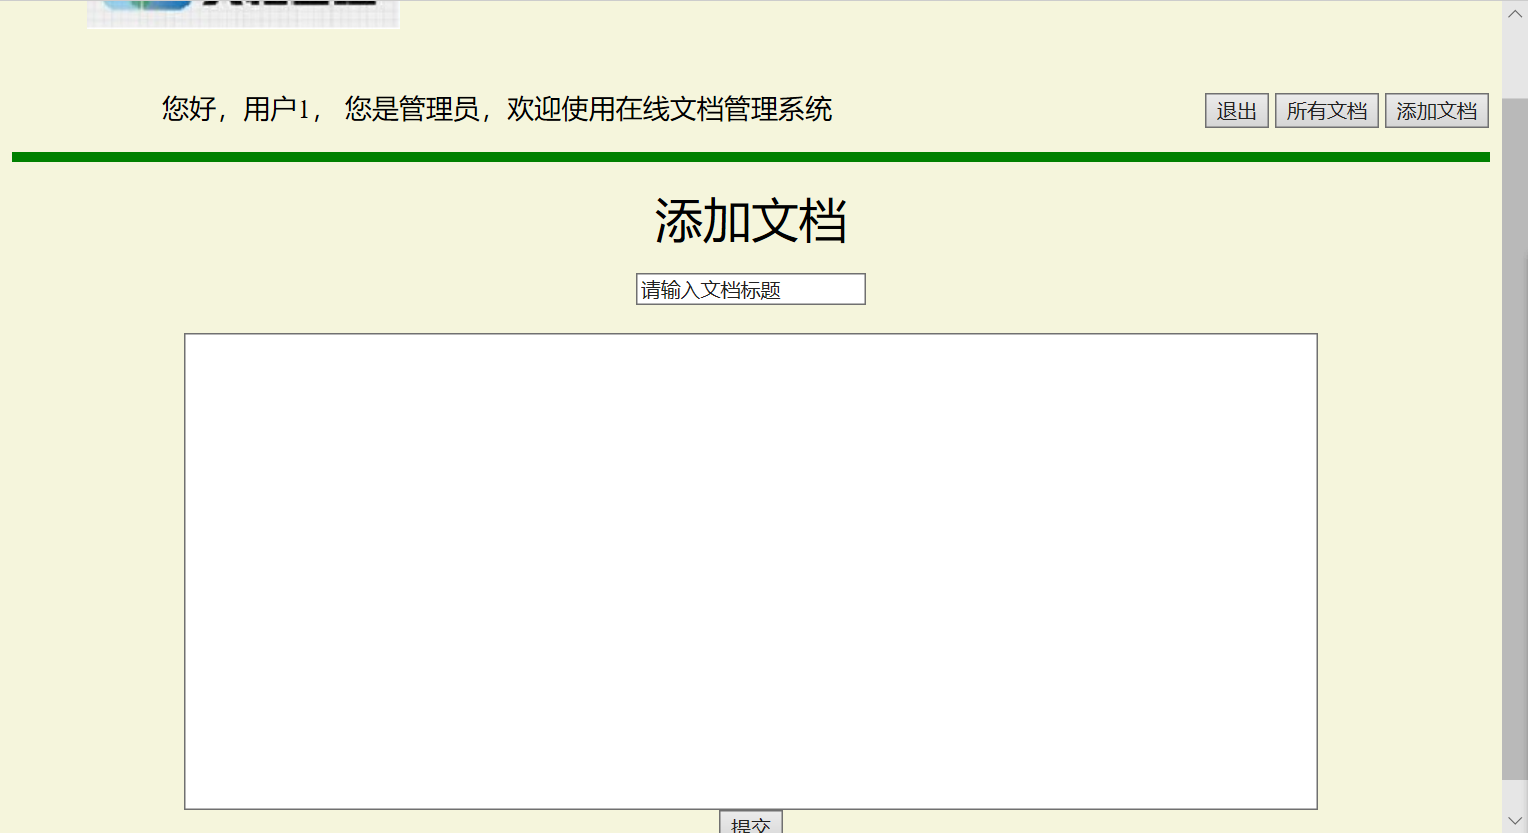 您好，用户1， 您是管理员，欢迎使用在线文档管理系统
退出 所有文档 添加文档
添加文档
请输入文档标题
提交